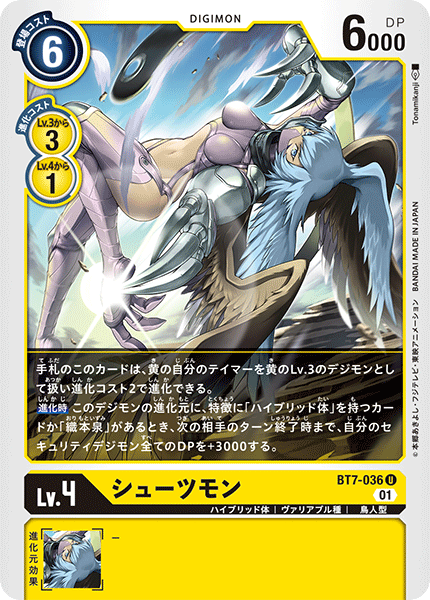 DIGIMON
登場コスト
6
DP
6000
進化コスト
Lv.3から
3
Lv.4から
1
Tonamikanji
© 本郷あきよし・フジテレビ・東映アニメーション BANDAI MADE IN JAPAN
手札のこのカードは、黄の自分のテイマーを黄のLv.3のデジモンとし
て扱い進化コスト2で進化できる。
進化時 このデジモンの進化元に、特徴に「ハイブリッド体」を持つカー
ドか「織本泉」があるとき、次の相手のターン終了時まで、自分のセ
キュリティデジモン全てのDPを+3000する。
BT7-036 U
Lv.4
シューツモン
01
ハイブリッド体 | ヴァリアブル種 | 鳥人型
進化元効果
–